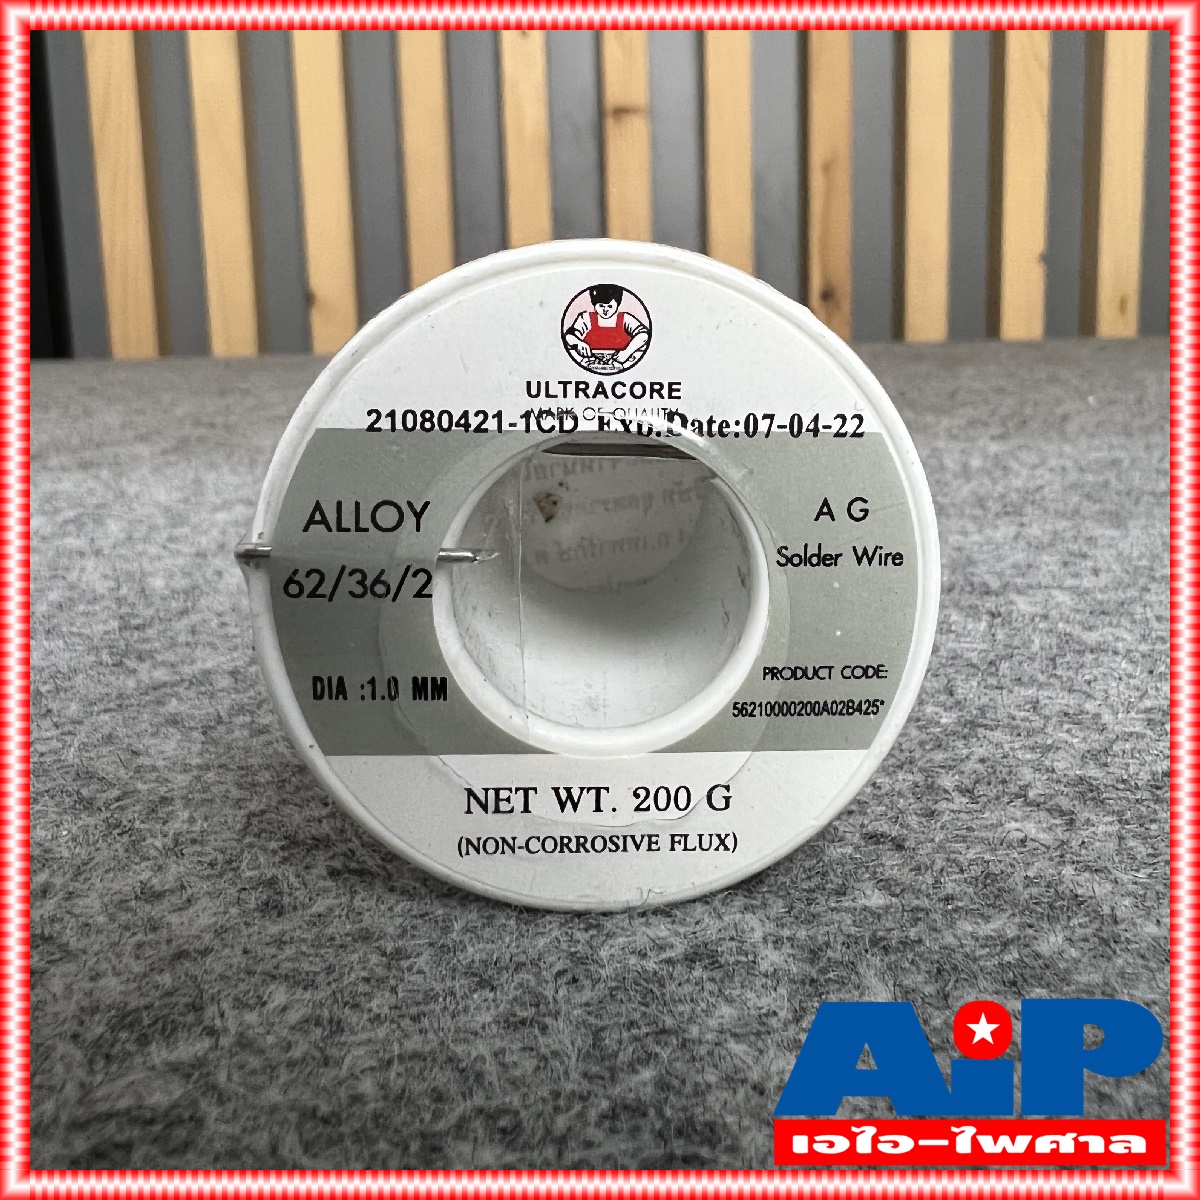 ULTRACORE
MARK OF QUALITY
21080421-1CD Exp.Date:07-04-22
ALLOY
62/36/2
DIA :1.0 MM
A G
Solder Wire
PRODUCT CODE:
56210000200A02B425*
NET WT. 200 G
(NON-CORROSIVE FLUX)
AiP
เอไอ-ไพศาล